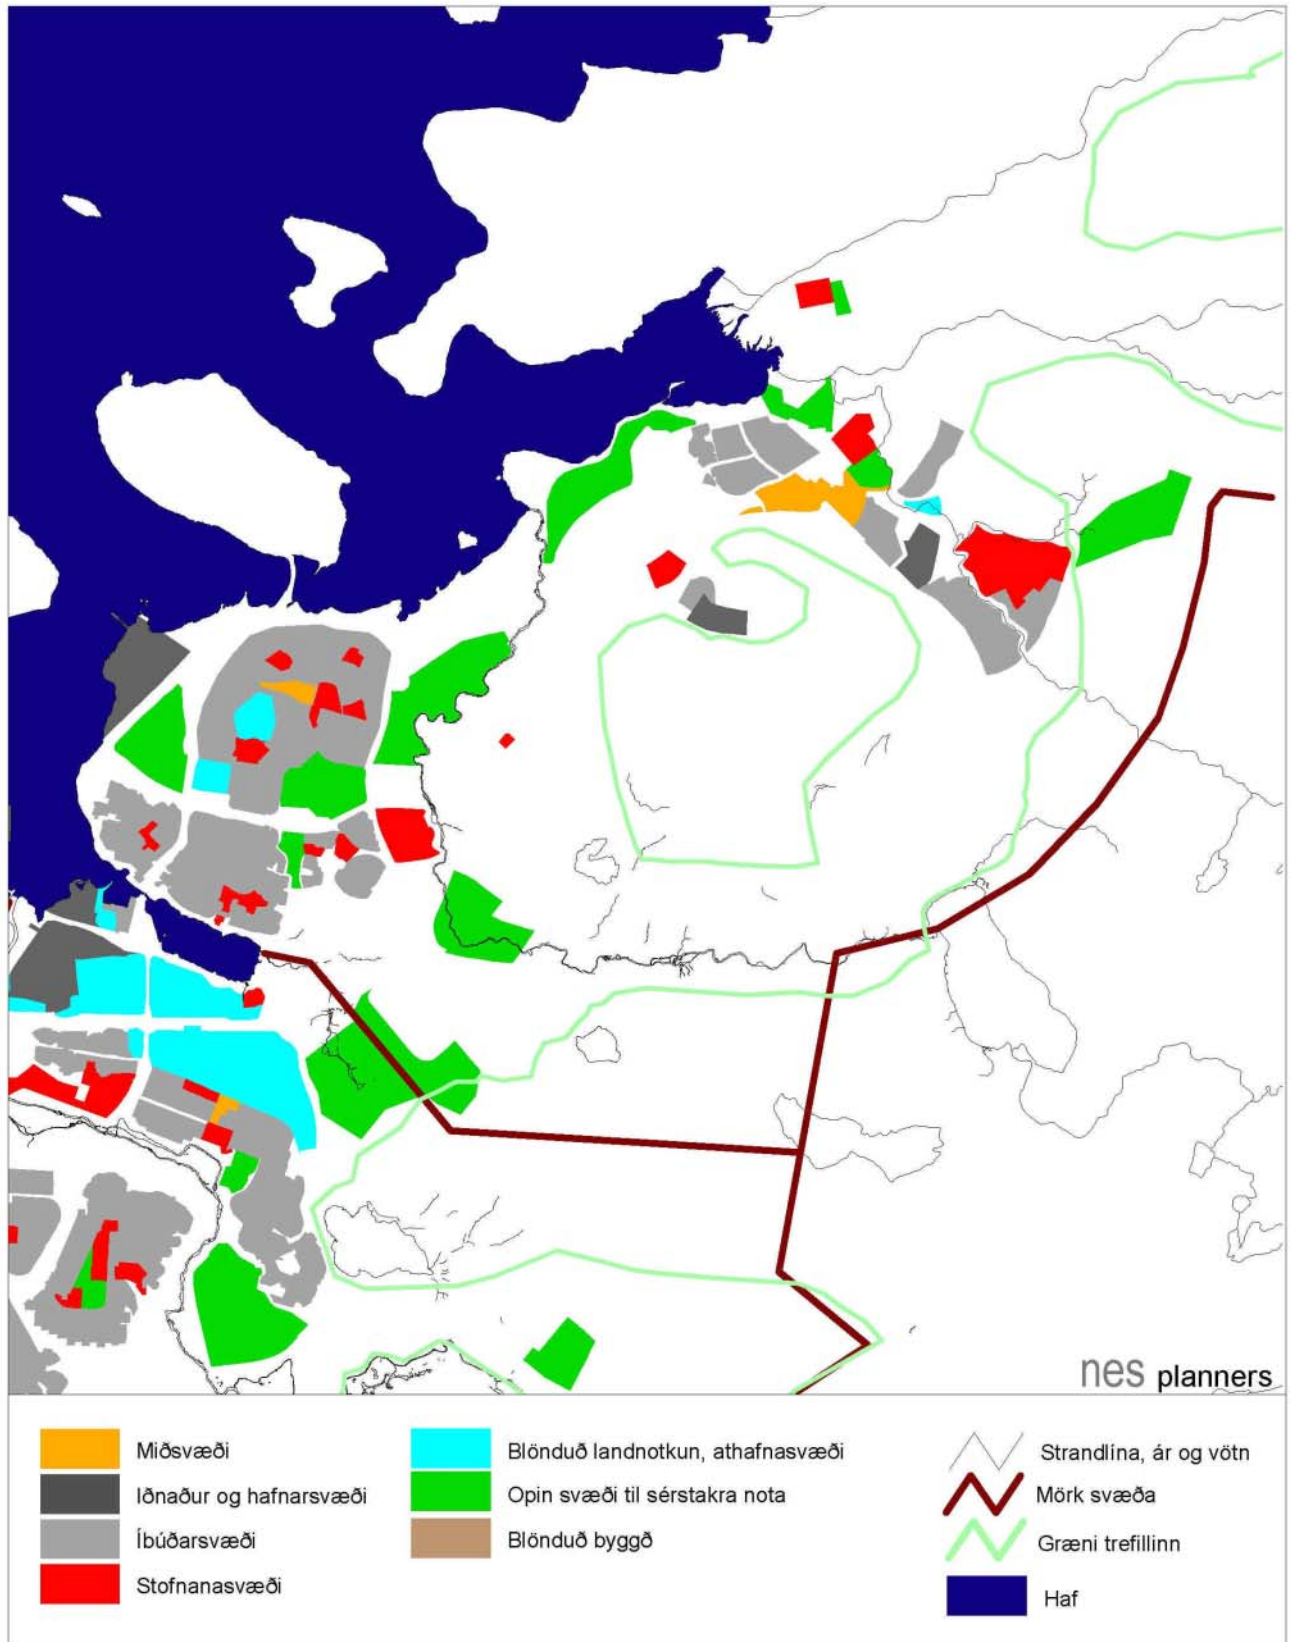 nes planners
Miðsvæði
Iðnaður og hafnarsvæði
Íbúðarsvæði
Stofnanasvæði
Blönduð landnotkun, athafnasvæði
Opin svæði til sérstakra nota
Blönduð byggð
Strandlína, ár og vötn
Mörk svæða
Græni trefillinn
Haf